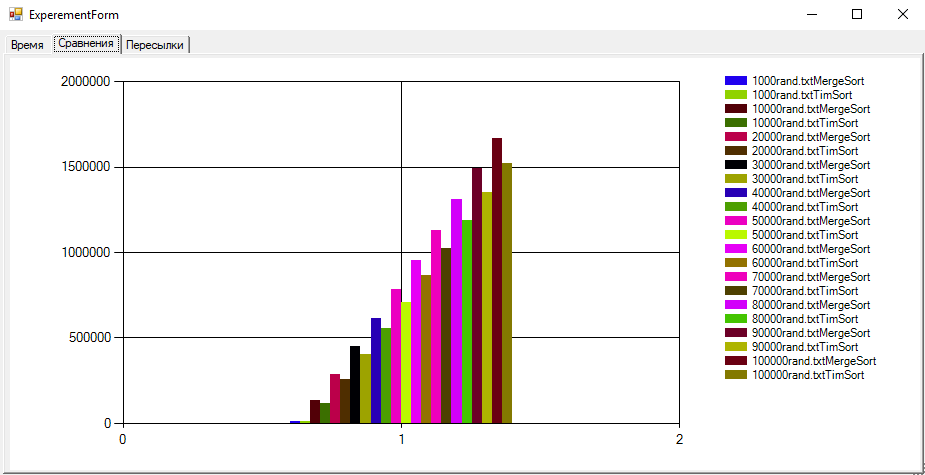 ExperementForm
Время Сравнения Пересылки
2000000
1500000
1000000
500000
0
0 1 2
1000rand.txtMergeSort
1000rand.txtTimSort
10000rand.txtMergeSort
10000rand.txtTimSort
20000rand.txtMergeSort
20000rand.txtTimSort
30000rand.txtMergeSort
30000rand.txtTimSort
40000rand.txtMergeSort
40000rand.txtTimSort
50000rand.txtMergeSort
50000rand.txtTimSort
60000rand.txtMergeSort
60000rand.txtTimSort
70000rand.txtMergeSort
70000rand.txtTimSort
80000rand.txtMergeSort
80000rand.txtTimSort
90000rand.txtMergeSort
90000rand.txtTimSort
100000rand.txtMergeSort
100000rand.txtTimSort